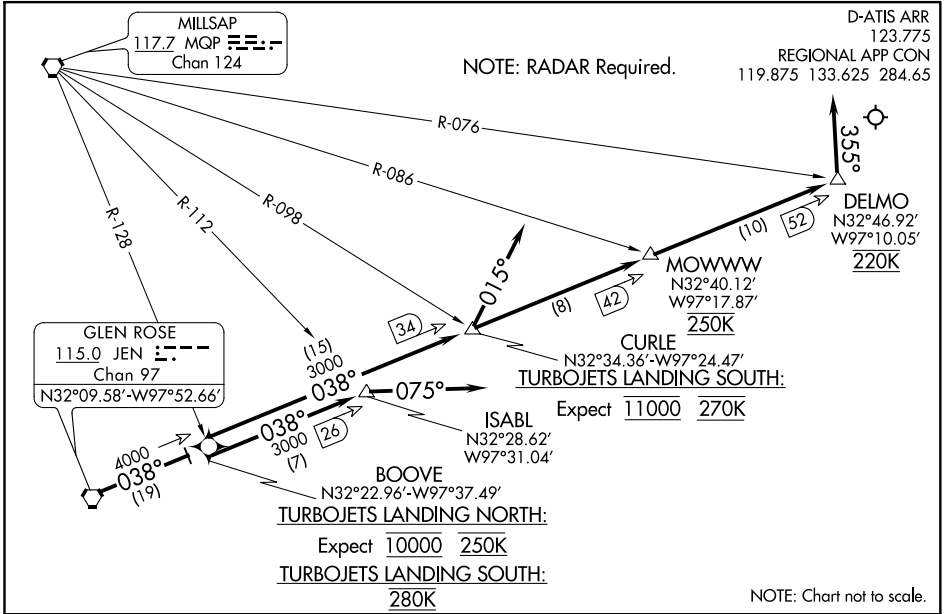 MILLSAP
117.7 MQP
Chan 124
NOTE: RADAR Required.
D-ATIS ARR
123.775
REGIONAL APP CON
119.875 133.625 284.65
R-076
R-086
R-098
R-112
R-128
355°
DELMO
N32°46.92'
W97°10.05'
220K
(10)
52
MOWWW
N32°40.12'
W97°17.87'
250K
(8)
42
015°
CURLE
N32°34.36'-W97°24.47'
TURBOJETS LANDING SOUTH:
Expect 11000 270K
34
(15)
3000
038°
GLEN ROSE
115.0 JEN
Chan 97
N32°09.58'-W97°52.66'
075°
ISABL
N32°28.62'
W97°31.04'
038°
3000
(7)
26
4000
038°
(19)
BOOVE
N32°22.96'-W97°37.49'
TURBOJETS LANDING NORTH:
Expect 10000 250K
TURBOJETS LANDING SOUTH:
280K
NOTE: Chart not to scale.